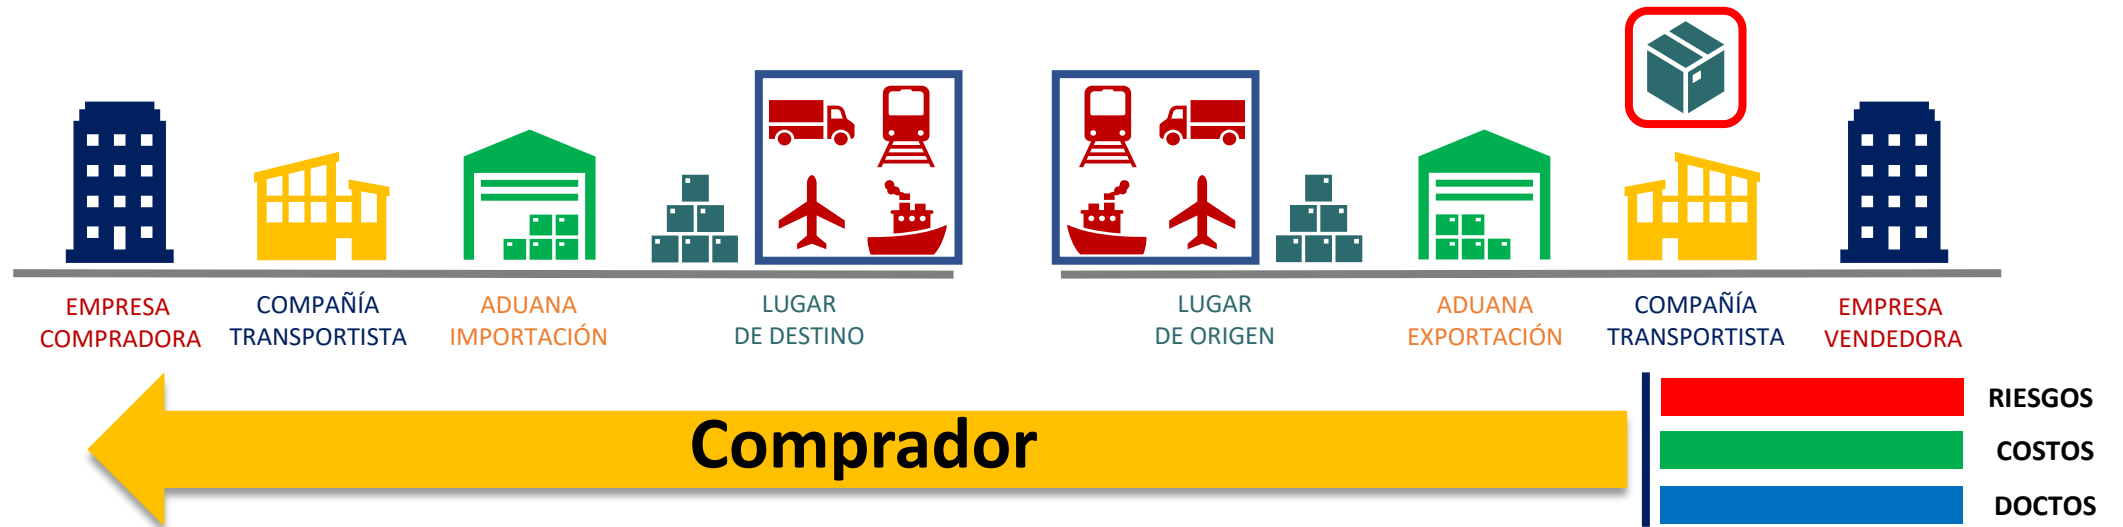 EMPRESA
COMPRADORA
COMPAÑÍA
TRANSPORTISTA
ADUANA
IMPORTACIÓN
LUGAR
DE DESTINO
LUGAR
DE ORIGEN
ADUANA
EXPORTACIÓN
COMPAÑÍA
TRANSPORTISTA
EMPRESA
VENDEDORA
Comprador
RIESGOS
COSTOS
DOCTOS